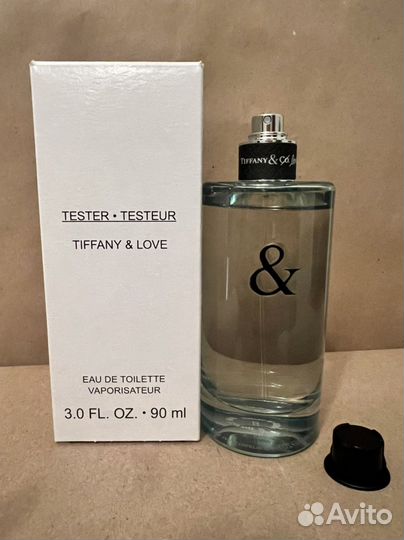 TESTER • TESTEUR
TIFFANY & LOVE
EAU DE TOILETTE
VAPORISATEUR
3.0 FL. OZ. • 90 ml
TIFFANY & CO.
&
Avito